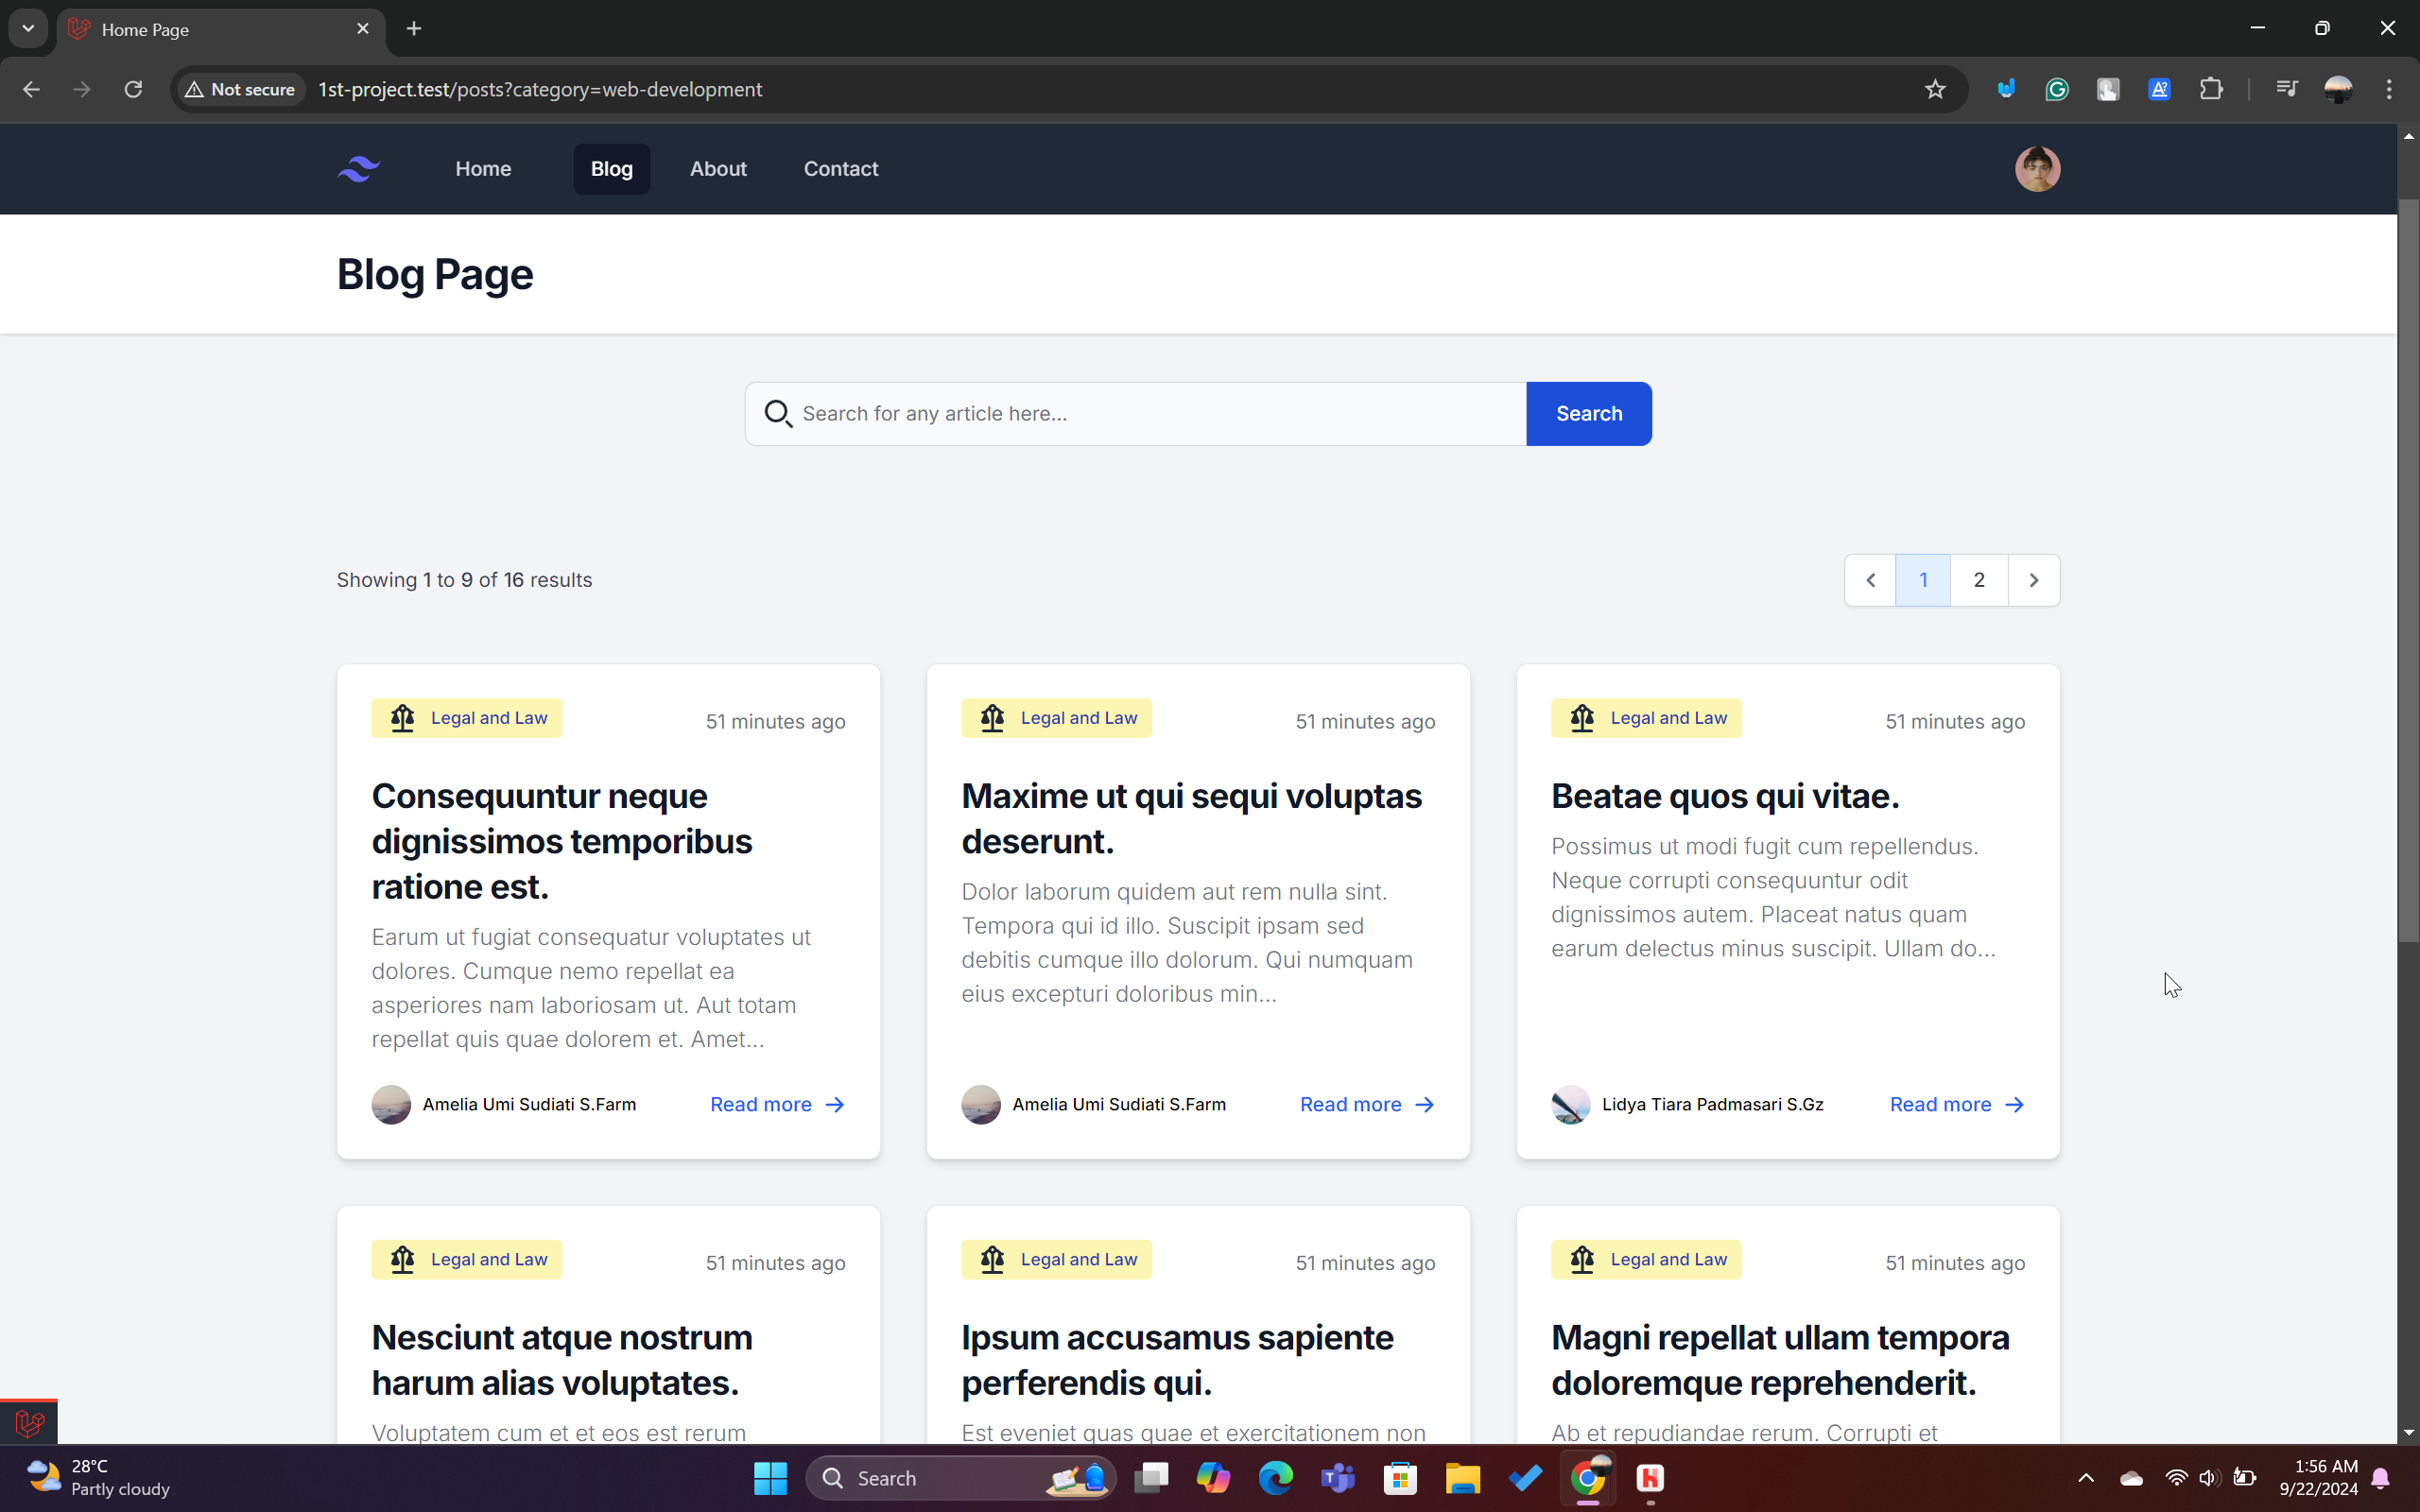 Home Page
Not secure
1st-project.test/posts?category=web-development
Home
Blog
About
Contact
Blog Page
Search for any article here...
Search
Showing 1 to 9 of 16 results
1
2
Legal and Law
51 minutes ago
Consequuntur neque
dignissimos temporibus
ratione est.
Earum ut fugiat consequatur voluptates ut
dolores. Cumque nemo repellat ea
asperiores nam laboriosam ut. Aut totam
repellat quis quae dolorem et. Amet...
Amelia Umi Sudiati S.Farm
Read more
Legal and Law
51 minutes ago
Maxime ut qui sequi voluptas
deserunt.
Dolor laborum quidem aut rem nulla sint.
Tempora qui id illo. Suscipit ipsam sed
debitis cumque illo dolorum. Qui numquam
eius excepturi doloribus min...
Amelia Umi Sudiati S.Farm
Read more
Legal and Law
51 minutes ago
Beatae quos qui vitae.
Possimus ut modi fugit cum repellendus.
Neque corrupti consequuntur odit
dignissimos autem. Placeat natus quam
earum delectus minus suscipit. Ullam do...
Lidya Tiara Padmasari S.Gz
Read more
Legal and Law
51 minutes ago
Nesciunt atque nostrum
harum alias voluptates.
Voluptatem cum et et eos est rerum
Legal and Law
51 minutes ago
Ipsum accusamus sapiente
perferendis qui.
Est eveniet quas quae et exercitationem non
Legal and Law
51 minutes ago
Magni repellat ullam tempora
doloremque reprehenderit.
Ab et repudiandae rerum. Corrupti et
28°C
Partly cloudy
Search
1:56 AM
9/22/2024